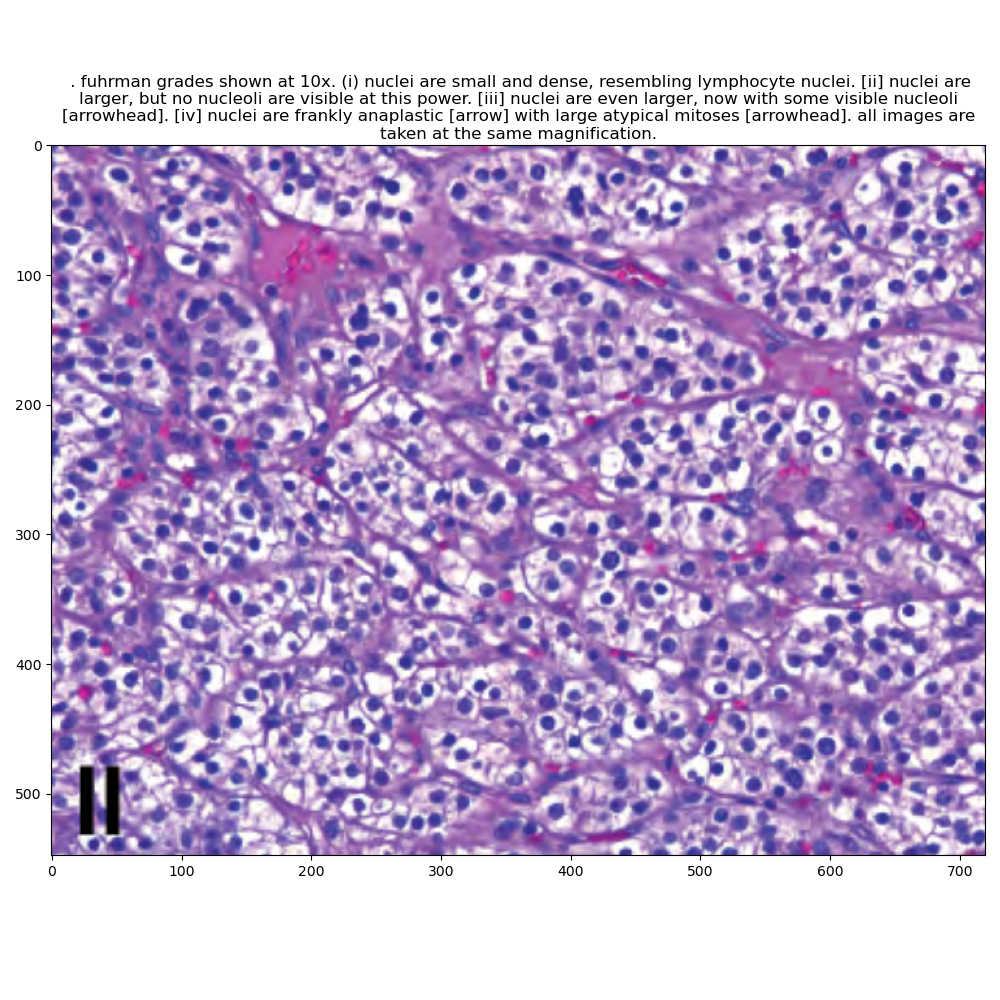 . fuhrman grades shown at 10x. (i) nuclei are small and dense, resembling lymphocyte nuclei. [ii] nuclei are
larger, but no nucleoli are visible at this power. [iii] nuclei are even larger, now with some visible nucleoli
[arrowhead]. [iv] nuclei are frankly anaplastic [arrow] with large atypical mitoses [arrowhead]. all images are
taken at the same magnification.
0
100
200
300
400
500
II
0 100 200 300 400 500 600 700